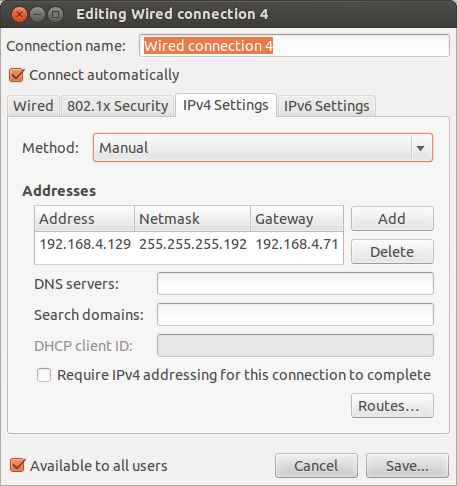 Editing Wired connection 4
Connection name: Wired connection 4
Connect automatically
Wired 802.1x Security IPv4 Settings IPv6 Settings
Method: Manual
Addresses
Address Netmask Gateway Add
192.168.4.129 255.255.255.192 192.168.4.71
Delete
DNS servers:
Search domains:
DHCP client ID:
Require IPv4 addressing for this connection to complete
Routes…
Available to all users Cancel Save...